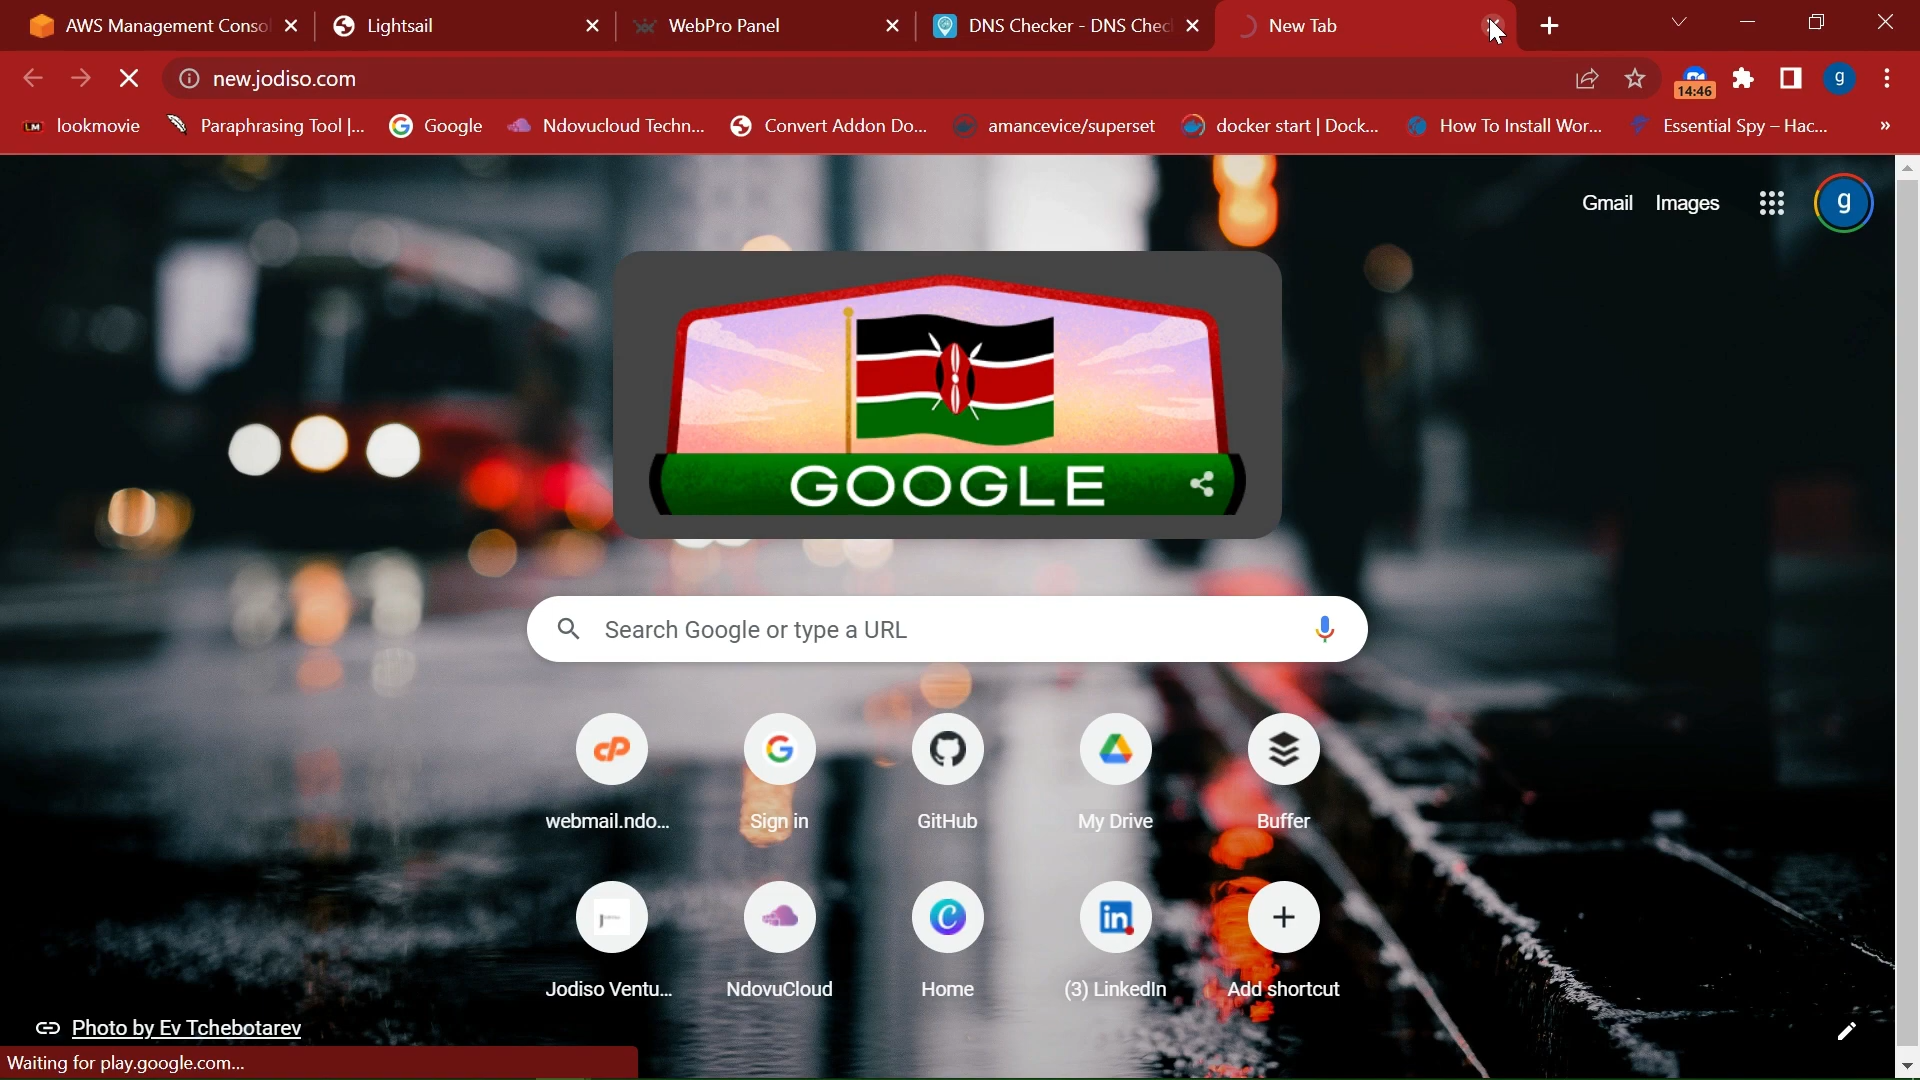 AWS Management Consol
Lightsail
WebPro Panel
DNS Checker - DNS Chec
New Tab
new.jodiso.com
14:46
g
LM lookmovie
Paraphrasing Tool |...
Google
Ndovucloud Techn...
Convert Addon Do...
amancevice/superset
docker start | Dock...
How To Install Wor...
Essential Spy – Hac...
»
Gmail
Images
g
GOOGLE
Search Google or type a URL
webmail.ndo...
Sign in
GitHub
My Drive
Buffer
Jodiso Ventu...
NdovuCloud
Home
(3) LinkedIn
Add shortcut
Photo by Ev Tchebotarev
Waiting for play.google.com...